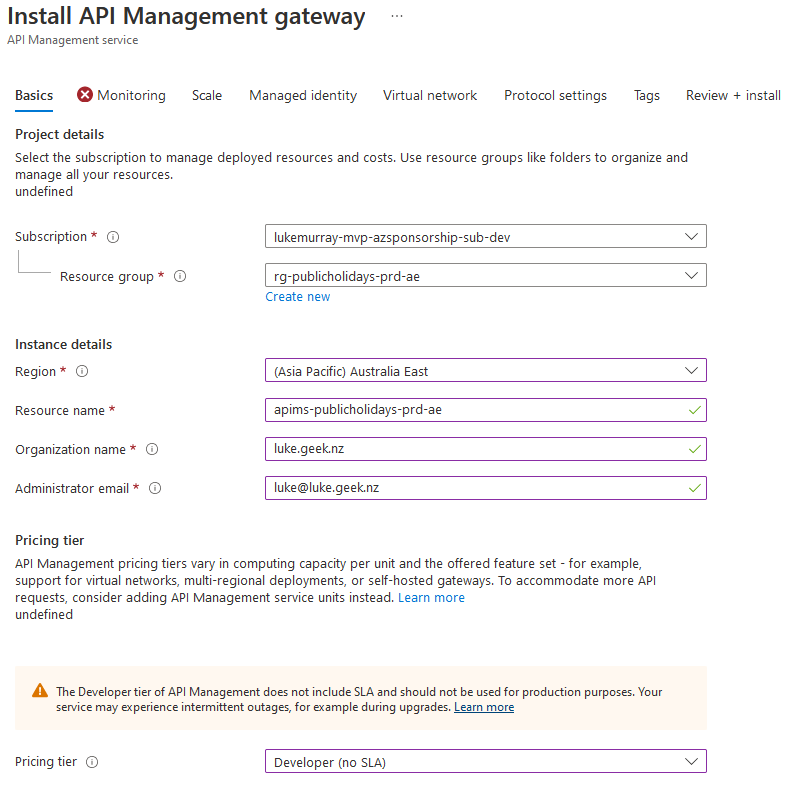 Install API Management gateway ...
API Management service
Basics Monitoring Scale Managed identity Virtual network Protocol settings Tags Review + install
Project details
Select the subscription to manage deployed resources and costs. Use resource groups like folders to organize and
manage all your resources.
undefined
Subscription * lukemurray-mvp-azsponsorship-sub-dev
Resource group * rg-publicholidays-prd-ae
Create new
Instance details
Region * (Asia Pacific) Australia East
Resource name * apims-publicholidays-prd-ae
Organization name * luke.geek.nz
Administrator email * luke@luke.geek.nz
Pricing tier
API Management pricing tiers vary in computing capacity per unit and the offered feature set - for example,
support for virtual networks, multi-regional deployments, or self-hosted gateways. To accommodate more API
requests, consider adding API Management service units instead. Learn more
undefined
The Developer tier of API Management does not include SLA and should not be used for production purposes. Your
service may experience intermittent outages, for example during upgrades. Learn more
Pricing tier Developer (no SLA)